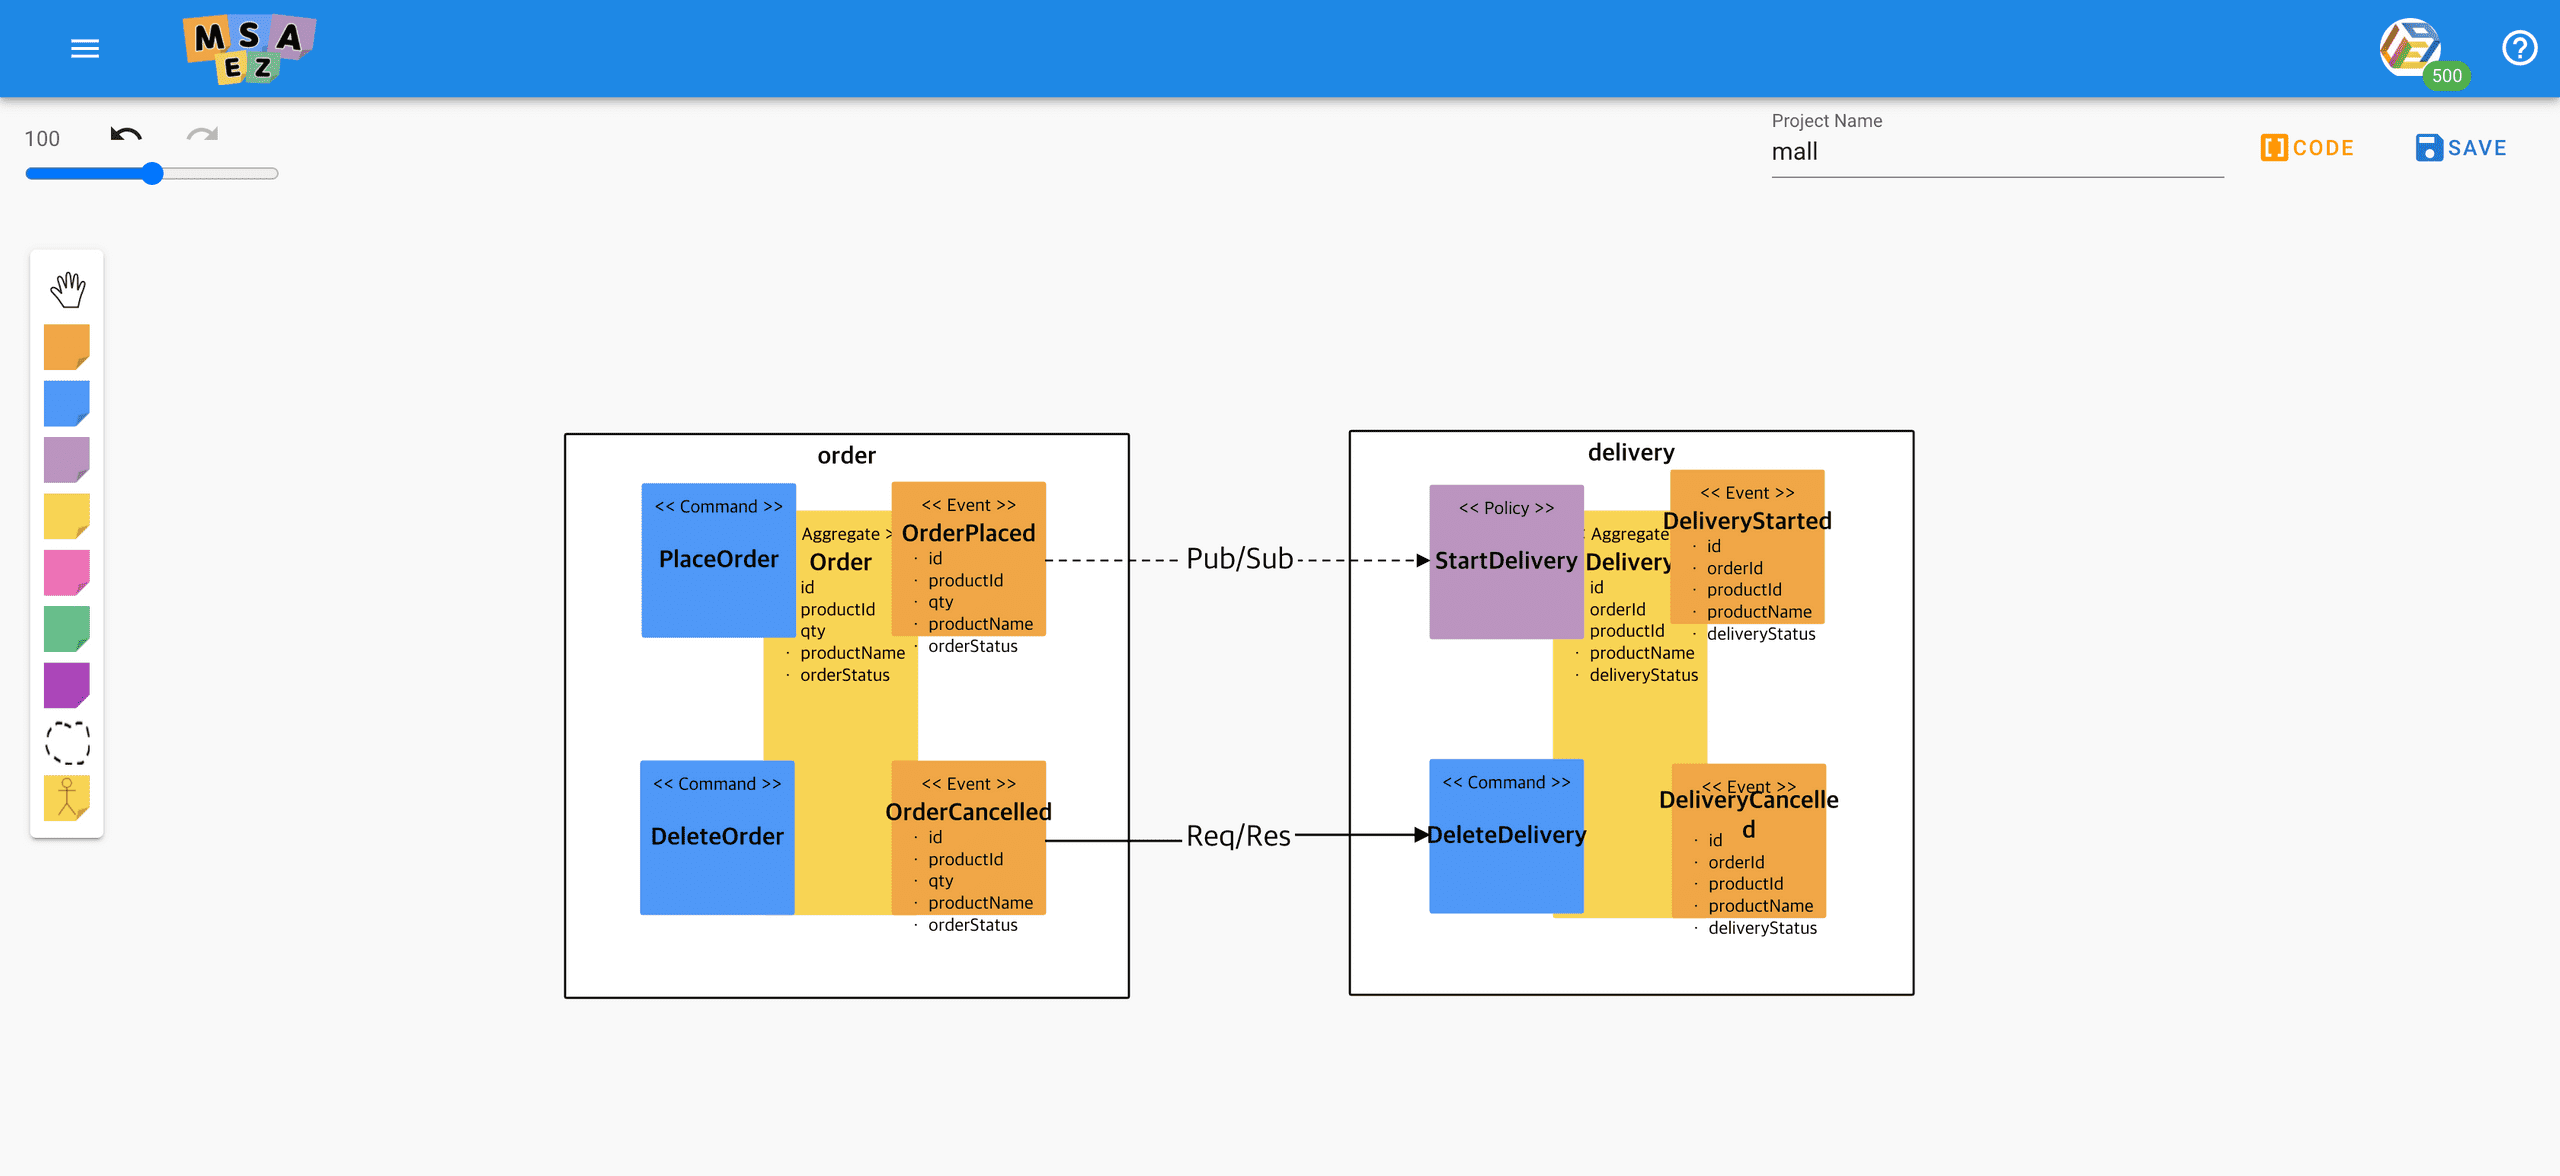 M S A
E Z
500
100
Project Name
mall
CODE
SAVE
order
<< Command >>
PlaceOrder
Aggregate >
Order
id
productId
qty
· productName
· orderStatus
<< Event >>
OrderPlaced
· id
· productId
· qty
· productName
· orderStatus
<< Command >>
DeleteOrder
<< Event >>
OrderCancelled
· id
· productId
· qty
· productName
· orderStatus
Pub/Sub
Req/Res
delivery
<< Policy >>
StartDelivery
Aggregate
Delivery
id
orderId
productId
· productName
· deliveryStatus
<< Event >>
DeliveryStarted
· id
· orderId
· productId
· productName
· deliveryStatus
<< Command >>
DeleteDelivery
<< Event >>
DeliveryCancelle
d
· id
· orderId
· productId
· productName
· deliveryStatus